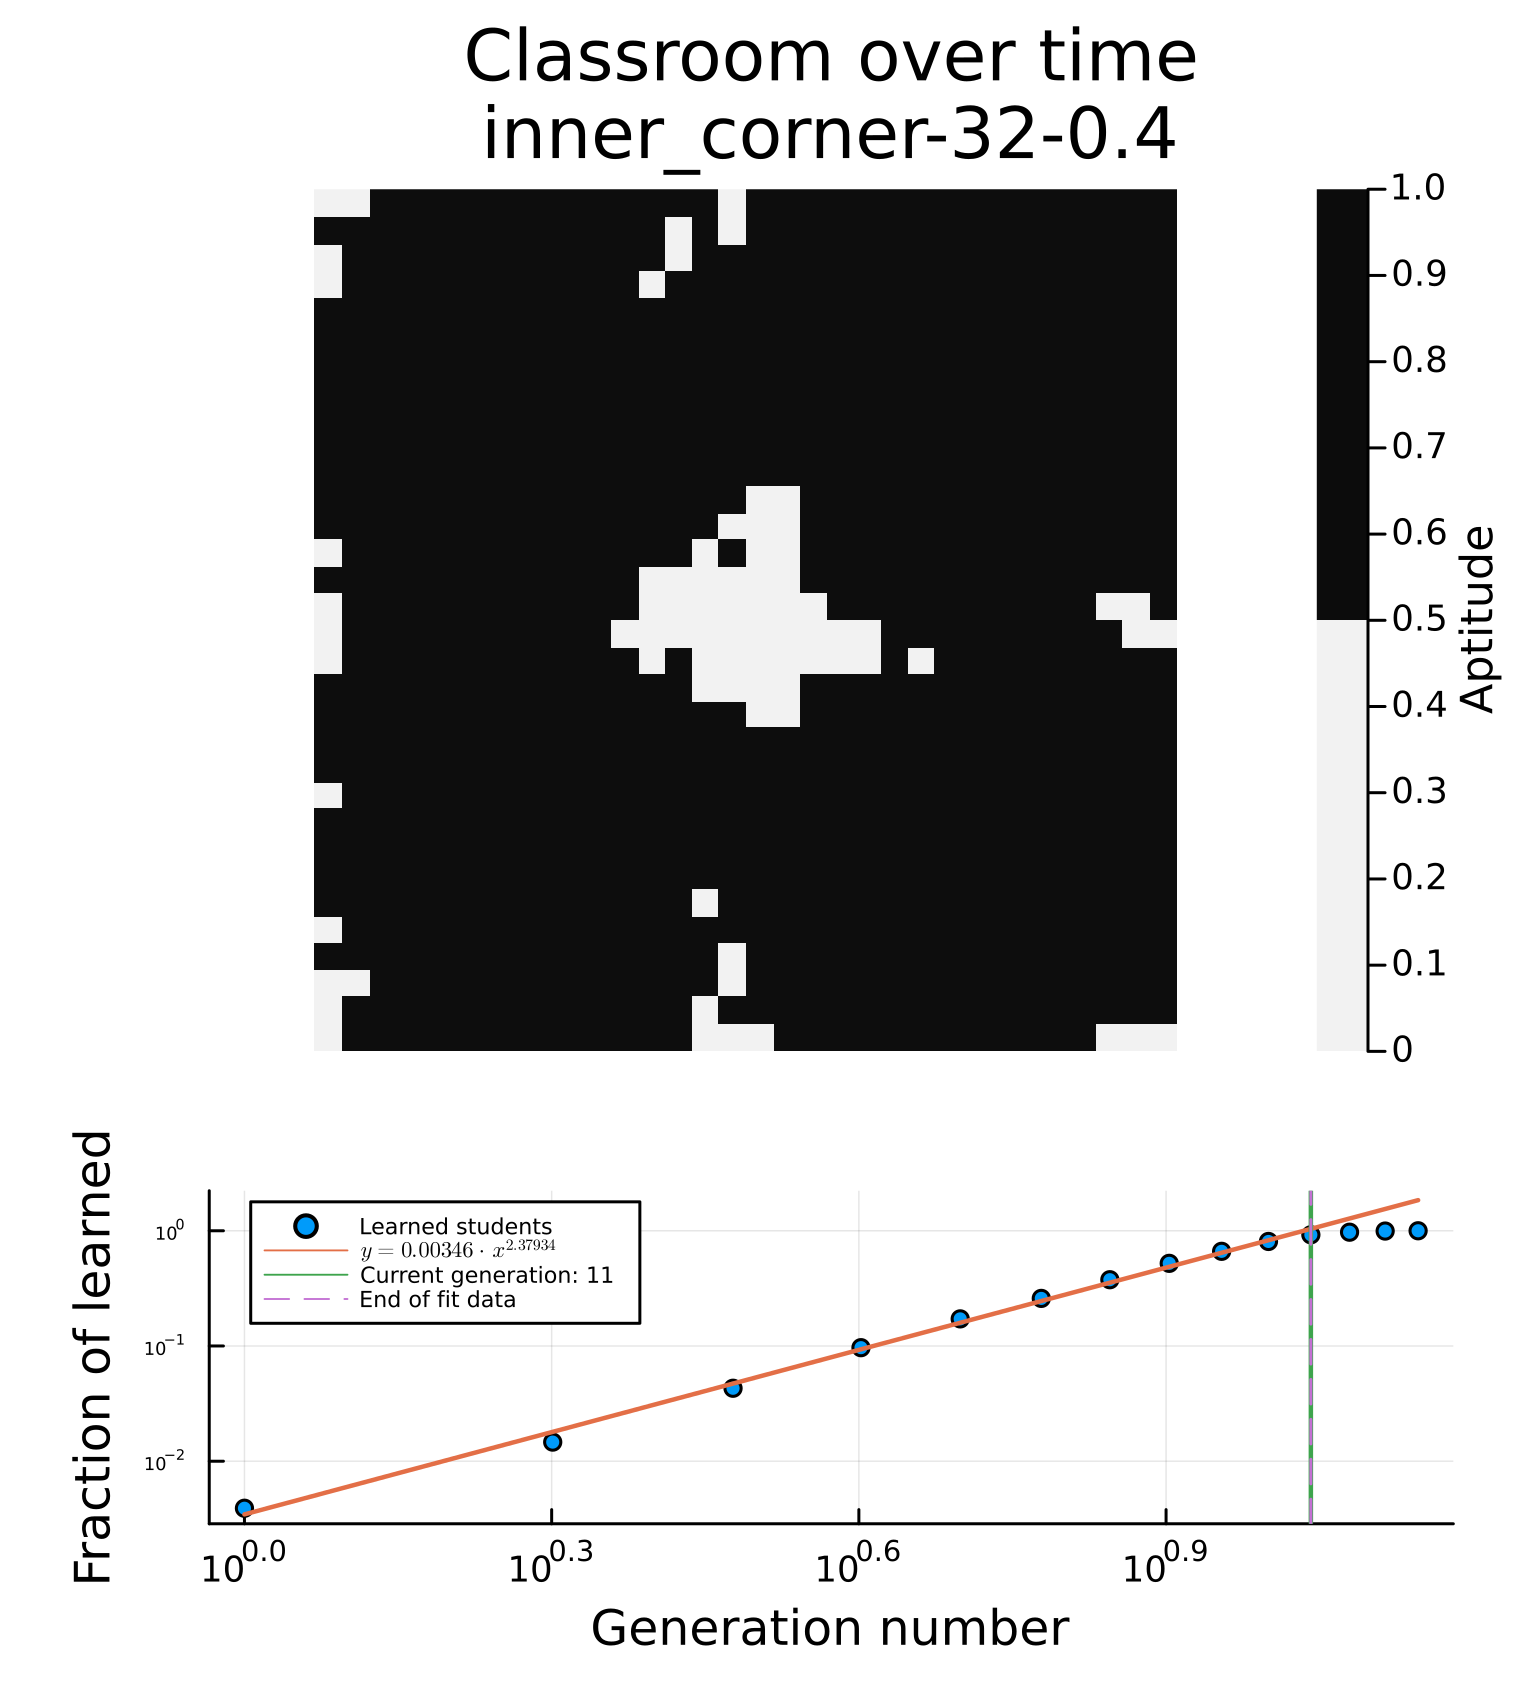 Classroom over time
inner_corner-32-0.4
1.0
0.9
0.8
0.7
0.6
0.5
0.4
0.3
0.2
0.1
0
Aptitude
Fraction of learned
10⁰
10⁻¹
10⁻²
Learned students
y = 0.00346 · x^2.37934
Current generation: 11
End of fit data
10^0.0 10^0.3 10^0.6 10^0.9
Generation number